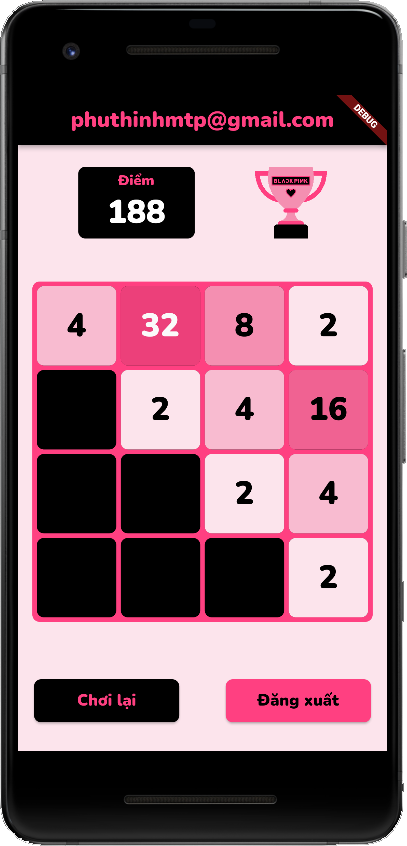 phuthinhmtp@gmail.com
DEBUG
Điểm
188
BLACKPINK
4 32 8 2
2 4 16
2 4
2
Chơi lại
Đăng xuất